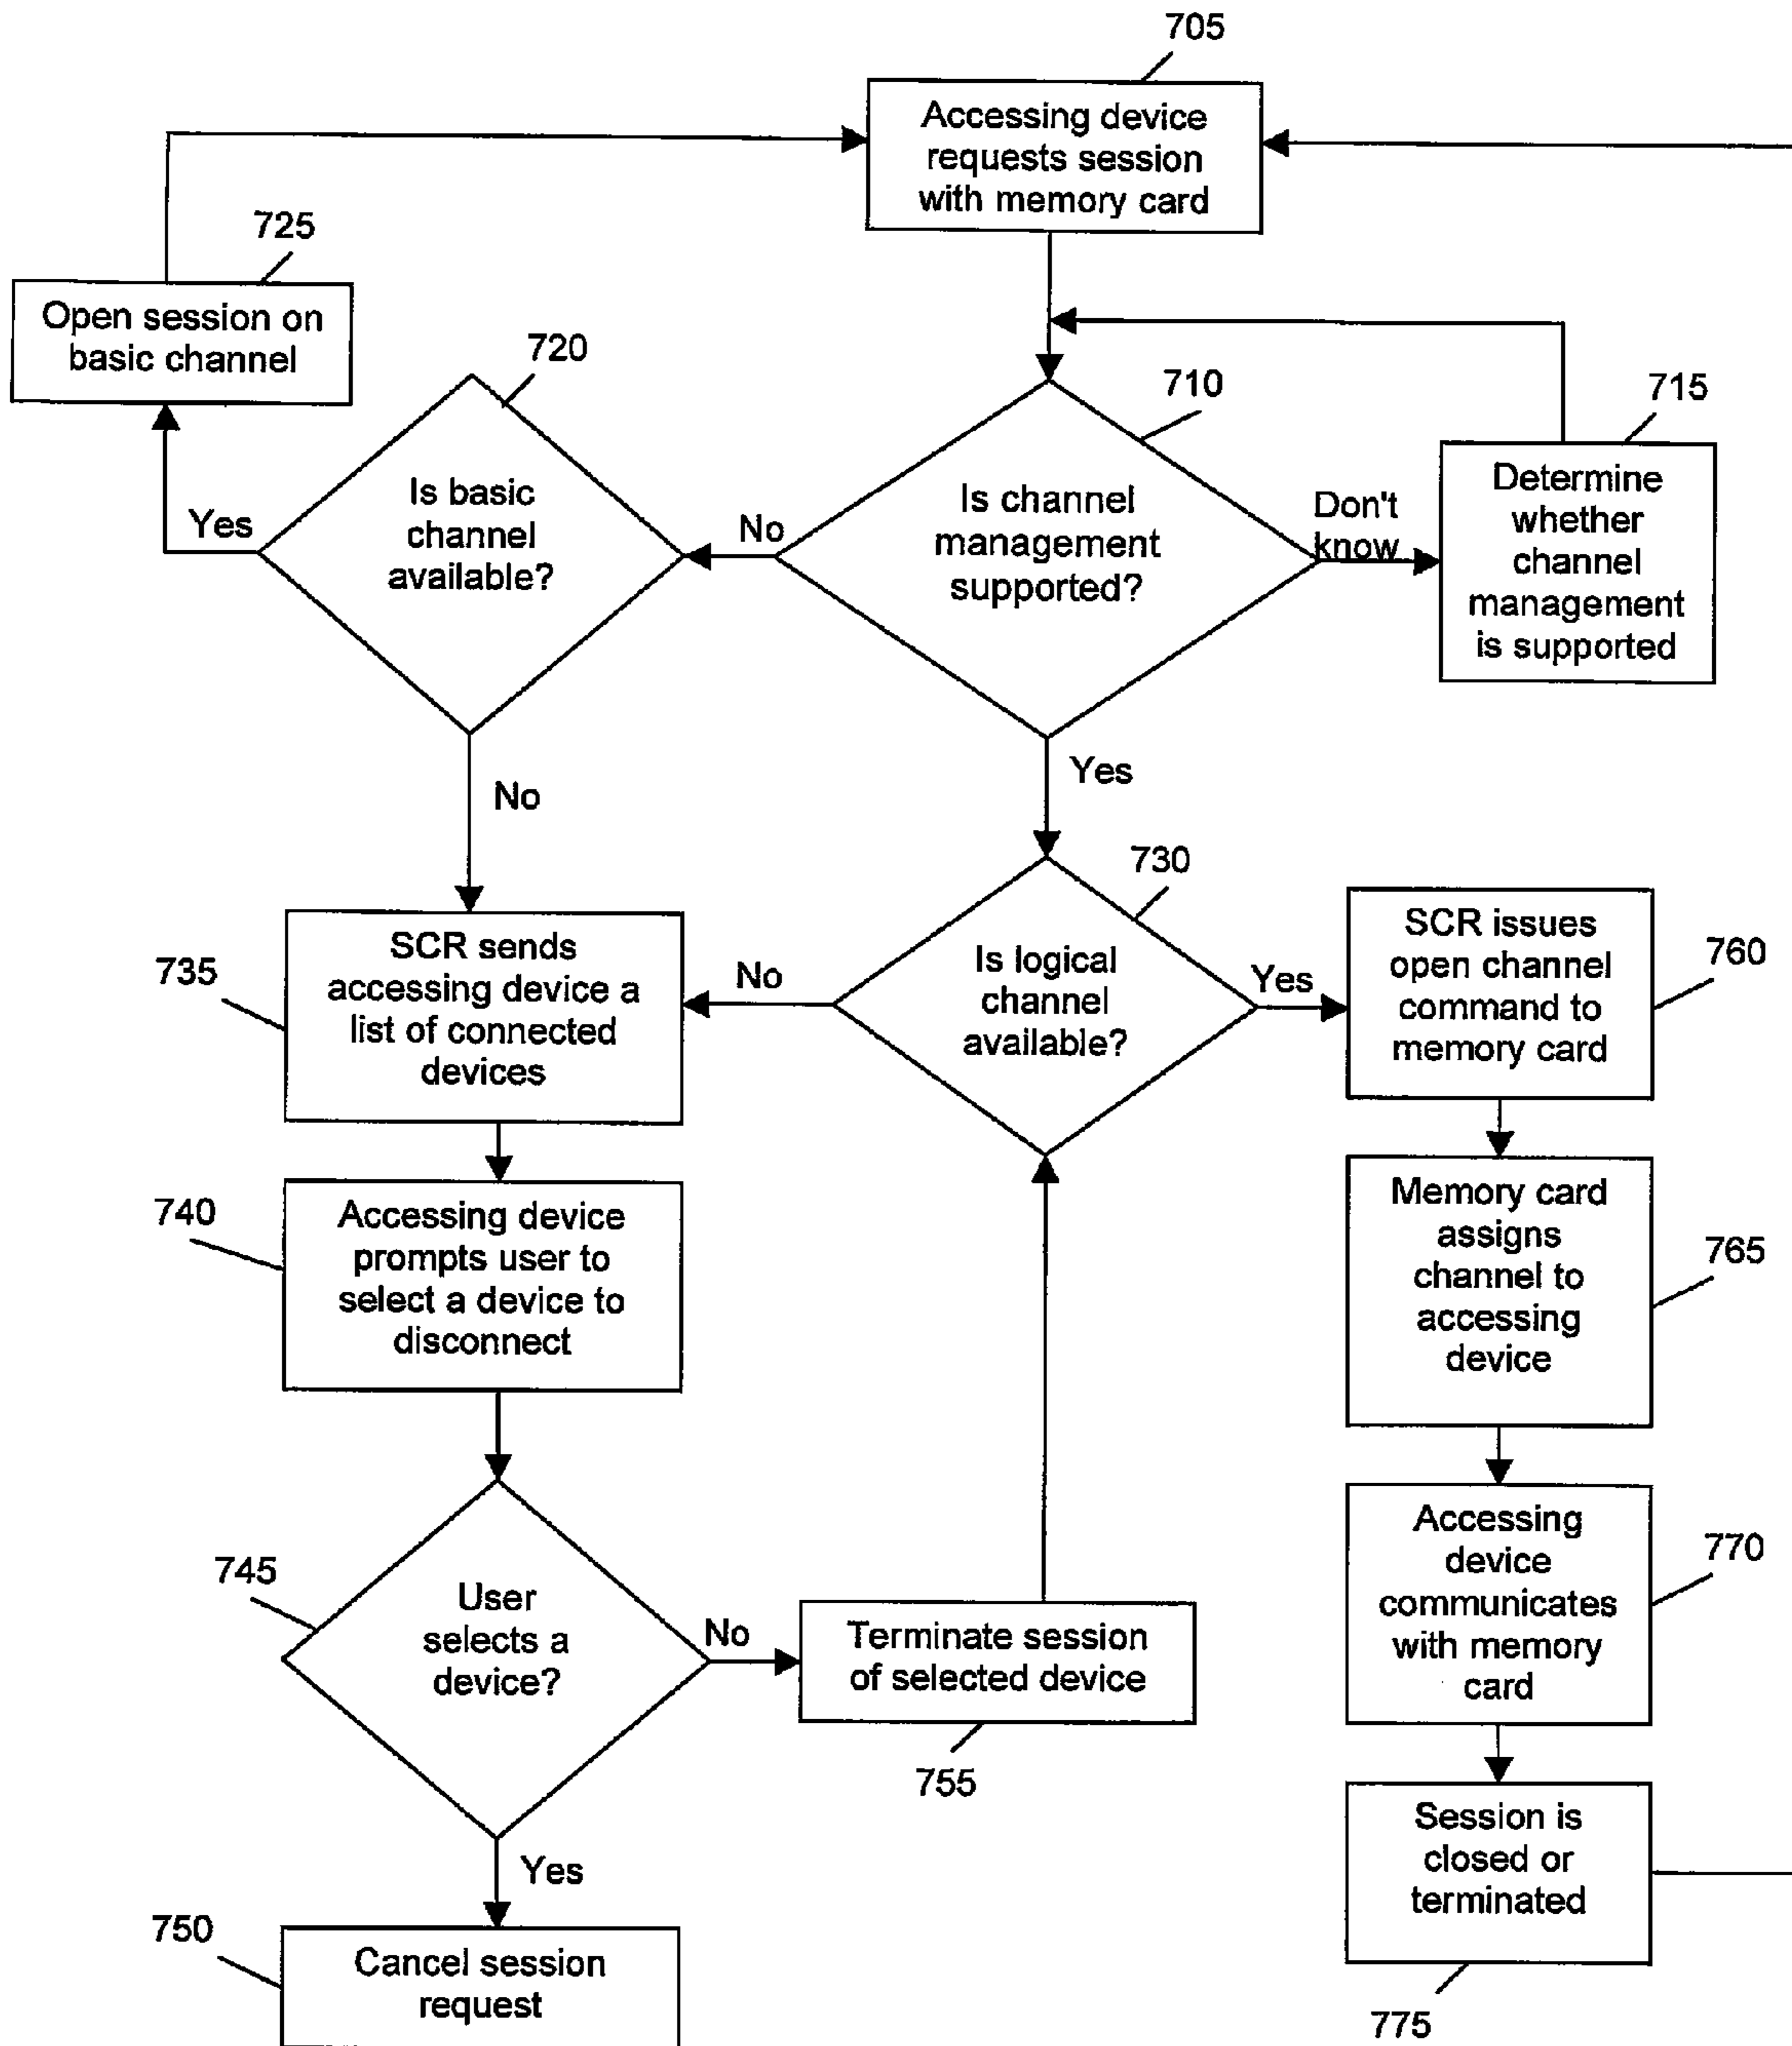 705
Accessing device
requests session
with memory card
725
Open session on
basic channel
720
Is basic
channel
available?
Yes
No
710
Is channel
management
supported?
No
Don't
know
Yes
715
Determine
whether
channel
management
is supported
730
Is logical
channel
available?
No
Yes
735
SCR sends
accessing device a
list of connected
devices
760
SCR issues
open channel
command to
memory card
740
Accessing device
prompts user to
select a device to
disconnect
765
Memory card
assigns
channel to
accessing
device
745
User
selects a
device?
No
Yes
Terminate session
of selected device
755
770
Accessing
device
communicates
with memory
card
750
Cancel session
request
Session is
closed or
terminated
775